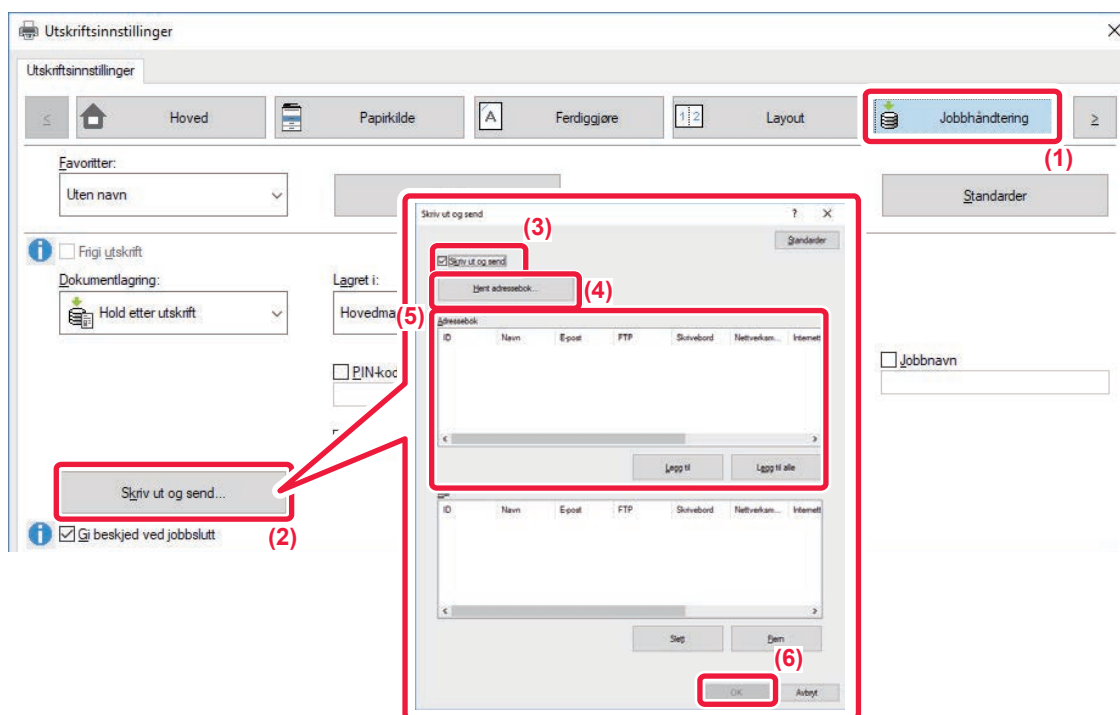 Utskriftsinnstillinger
Utskriftsinnstillinger
< Hoved Papirkilde Ferdiggjøre Layout Jobbhåndtering >
(1)
Favoritter:
Uten navn
Standarder
Frigi utskrift
Dokumentlagring:
Hold etter utskrift
Lagret i:
Hovedma
PIN-kod
Jobbnavn
Skriv ut og send...
(2)
Gi beskjed ved jobbslutt
Skriv ut og send ? X
Standarder
(3)
Skriv ut og send
Hent adressebok...
(4)
(5)
Adressebok
ID Navn E-post FTP Skrivebord Nettverksm... Internett
Legg til Legg til alle
ID Navn E-post FTP Skrivebord Nettverksm... Internett
Slett Fjern
(6)
OK Avbryt